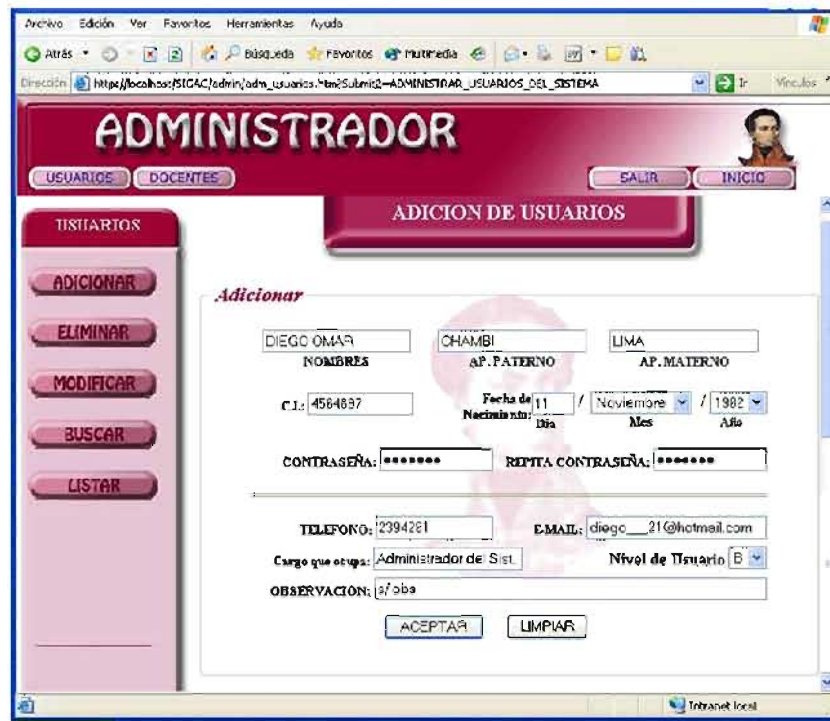 Archivo Edición Ver Favoritos Herramientas Ayuda
Atrás Búsqueda Favoritos Multimedia
Dirección http://localhost/SIGAC/admin/adm_usuarios.htm?Submit2=ADMINISTRAR_USUARIOS_DEL_SISTEMA Ir Vínculos
ADMINISTRADOR
USUARIOS DOCENTES SALIR INICIO
USUARIOS
ADICION DE USUARIOS
ADICIONAR
ELIMINAR
MODIFICAR
BUSCAR
LISTAR
Adicionar
DIEGO OMAR CHAMBI LIMA
NOMBRES AP. PATERNO AP. MATERNO
C.I.: Fecha de Nacimiento: 11 / Noviembre / 1982
Día Mes Año
CONTRASEÑA: ••••••• REPITA CONTRASEÑA: •••••••
TELEFONO: 2394281 E-MAIL: diego___21@hotmail.com
Cargo que ocupa: Administrador del Sist. Nivel de Usuario B
OBSERVACION: s/ obs
ACEPTAR LIMPIAR
Intranet local